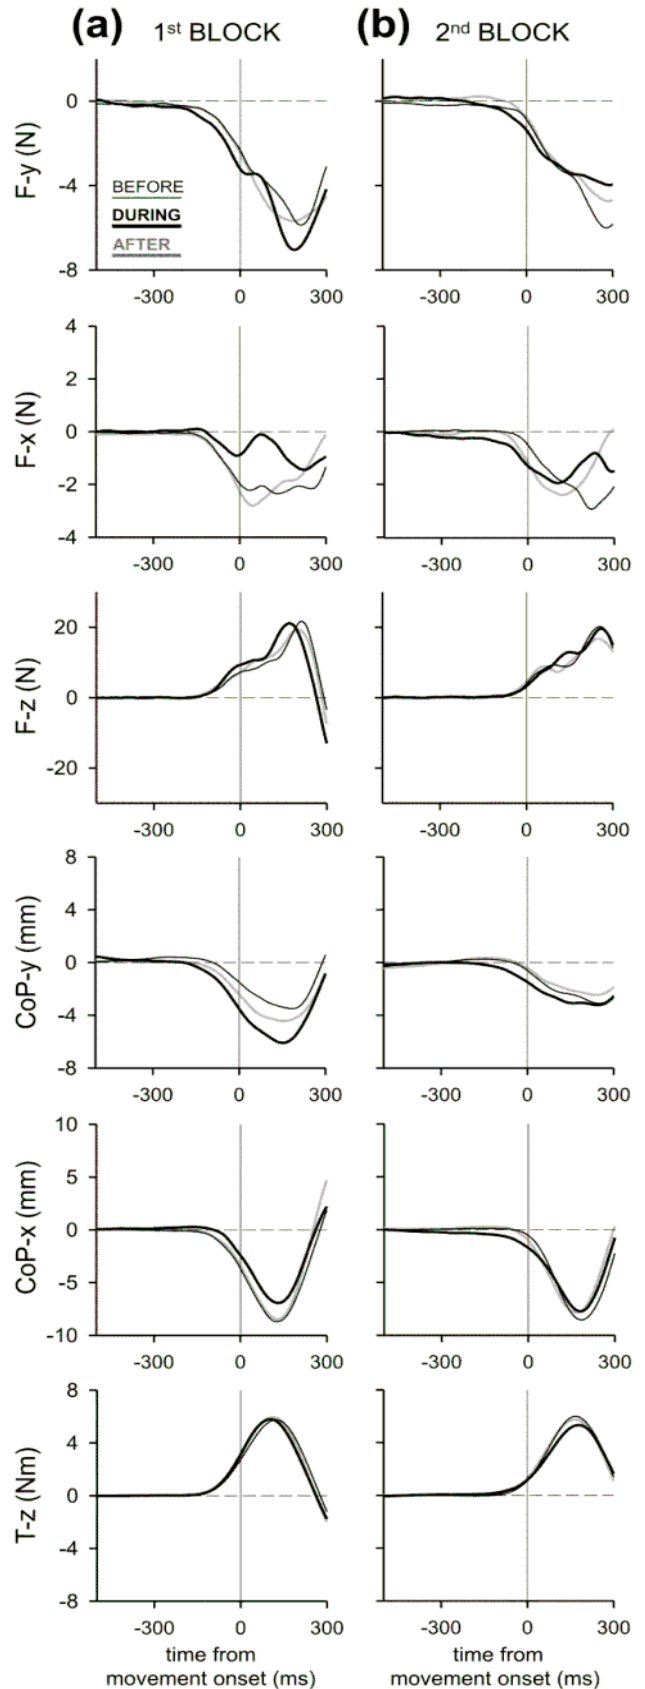 (a) 1st BLOCK (b) 2nd BLOCK
F-y (N)
0
-4
-8
BEFORE
DURING
AFTER
-300 0 300 -300 0 300
F-x (N)
4
2
0
-2
-4
-300 0 300 -300 0 300
F-z (N)
20
0
-20
-300 0 300 -300 0 300
CoP-y (mm)
8
4
0
-4
-8
-300 0 300 -300 0 300
CoP-x (mm)
10
5
0
-5
-10
-300 0 300 -300 0 300
T-z (Nm)
8
4
0
-4
-8
-300 0 300 -300 0 300
time from time from
movement onset (ms) movement onset (ms)